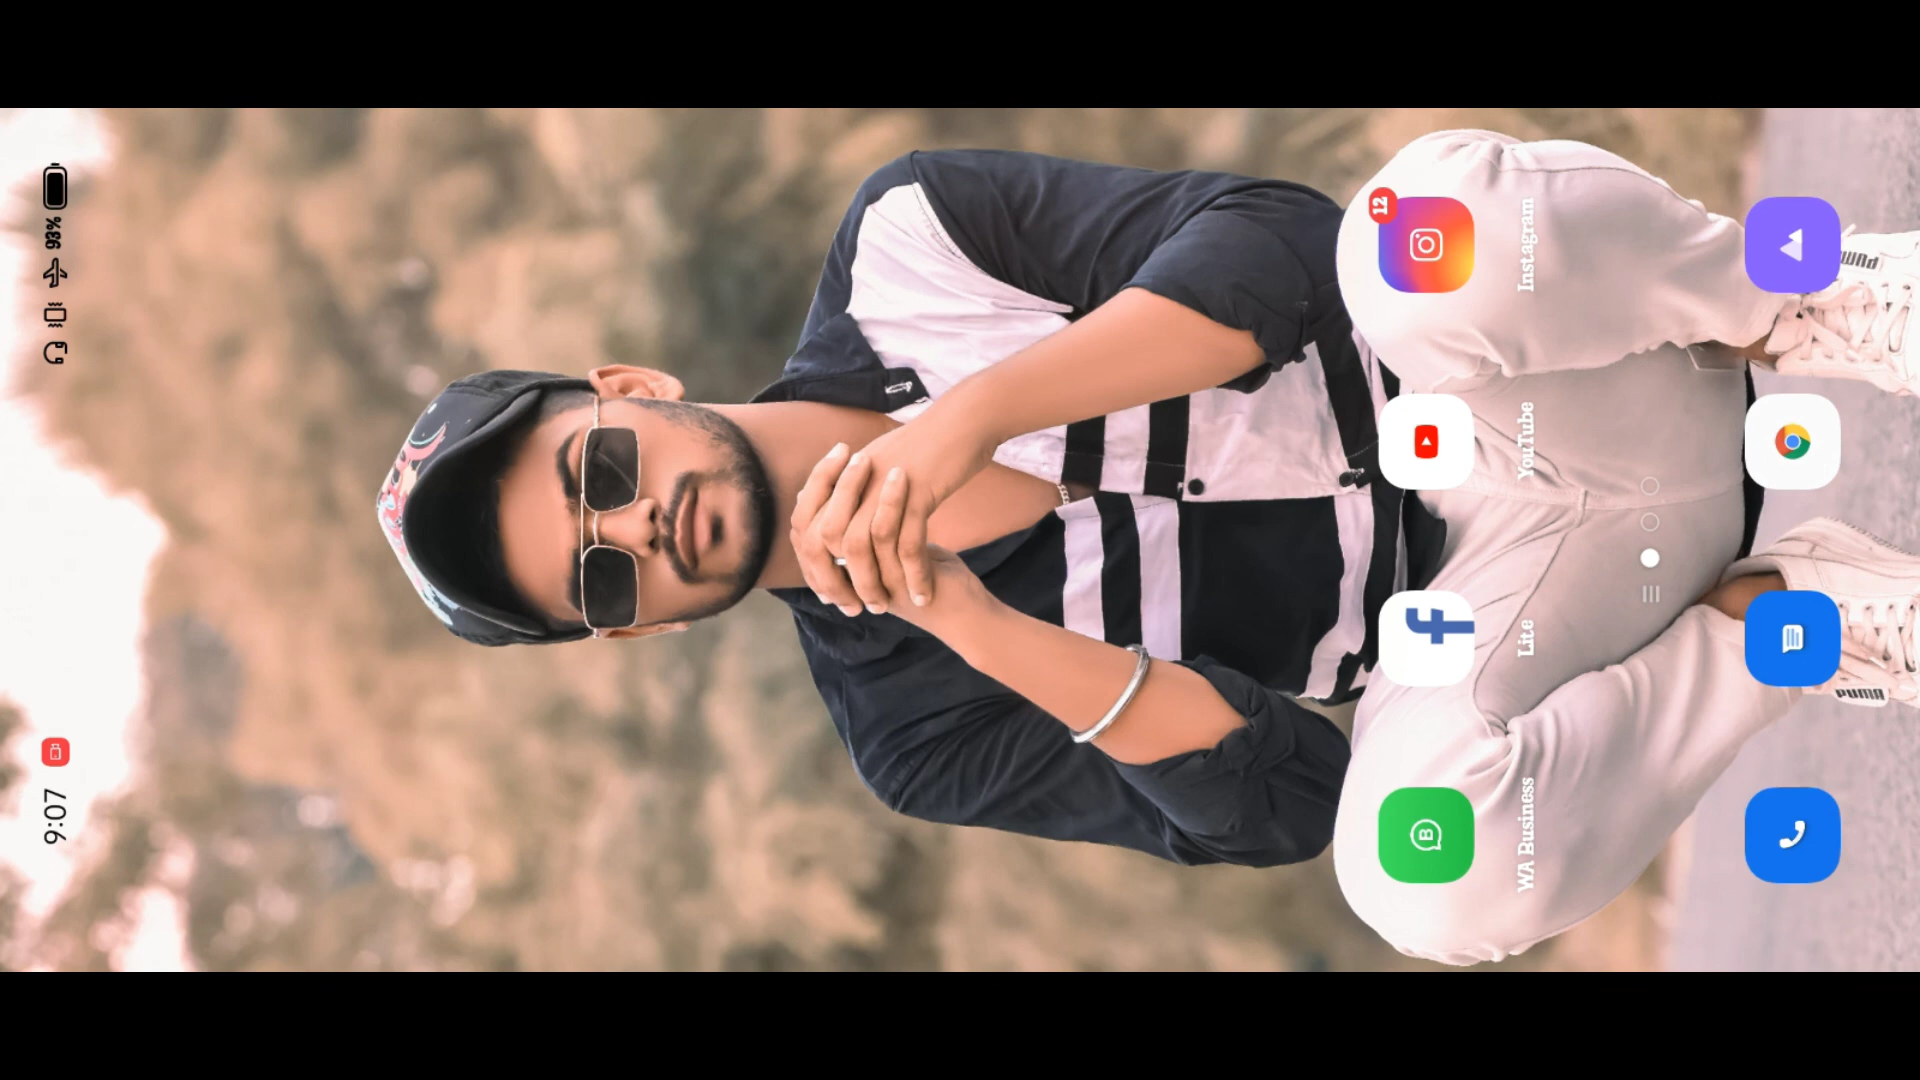 9:07
93%
12
WA Business
Lite
YouTube
Instagram
B
f
PUMA
PUMA